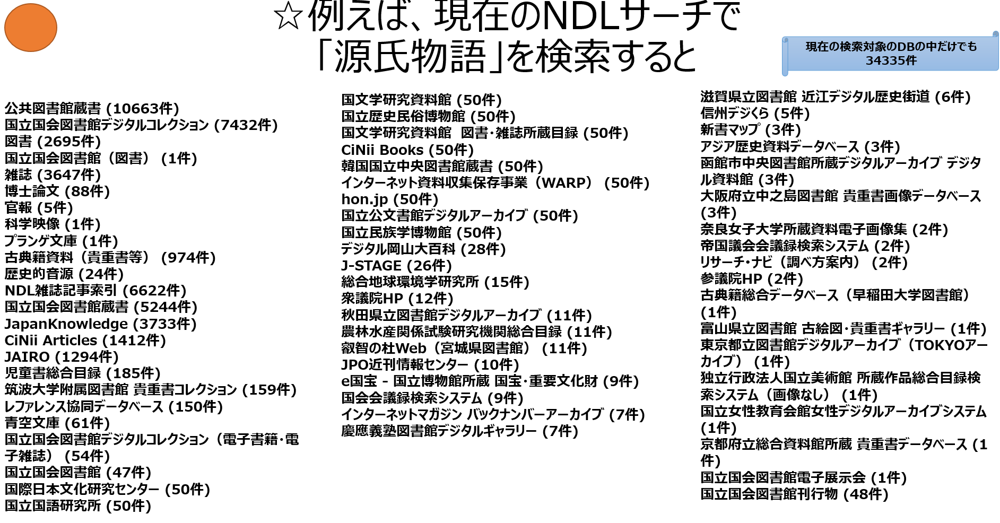 ☆例えば、現在のNDLサーチで
「源氏物語」を検索すると
現在の検索対象のDBの中だけでも
34335件
公共図書館蔵書 (10663件)
国立国会図書館デジタルコレクション (7432件)
図書 (2695件)
国立国会図書館（図書） (1件)
雑誌 (3647件)
博士論文 (88件)
官報 (5件)
科学映像 (1件)
プランゲ文庫 (1件)
古典籍資料（貴重書等） (974件)
歴史的音源 (24件)
NDL雑誌記事索引 (6622件)
国立国会図書館蔵書 (5244件)
JapanKnowledge (3733件)
CiNii Articles (1412件)
JAIRO (1294件)
児童書総合目録 (185件)
筑波大学附属図書館 貴重書コレクション (159件)
レファレンス協同データベース (150件)
青空文庫 (61件)
国立国会図書館デジタルコレクション（電子書籍･電
子雑誌） (54件)
国立国会図書館 (47件)
国際日本文化研究センター (50件)
国立国語研究所 (50件)
国文学研究資料館 (50件)
国立歴史民俗博物館 (50件)
国文学研究資料館　図書･雑誌所蔵目録 (50件)
CiNii Books (50件)
韓国国立中央図書館蔵書 (50件)
インターネット資料収集保存事業（WARP） (50件)
hon.jp (50件)
国立公文書館デジタルアーカイブ (50件)
国立民族学博物館 (50件)
デジタル岡山大百科 (28件)
J-STAGE (26件)
総合地球環境学研究所 (15件)
衆議院HP (12件)
秋田県立図書館デジタルアーカイブ (11件)
農林水産関係試験研究機関総合目録 (11件)
叡智の杜Web（宮城県図書館） (11件)
JPO近刊情報センター (10件)
e国宝 - 国立博物館所蔵 国宝･重要文化財 (9件)
国会会議録検索システム (9件)
インターネットマガジン バックナンバーアーカイブ (7件)
慶應義塾図書館デジタルギャラリー (7件)
滋賀県立図書館 近江デジタル歴史街道 (6件)
信州デジくら (5件)
新書マップ (3件)
アジア歴史資料データベース (3件)
函館市中央図書館所蔵デジタルアーカイブ デジタ
ル資料館 (3件)
大阪府立中之島図書館 貴重書画像データベース
(3件)
奈良女子大学所蔵資料電子画像集 (2件)
帝国議会会議録検索システム (2件)
リサーチ･ナビ（調べ方案内） (2件)
参議院HP (2件)
古典籍総合データベース（早稲田大学図書館）
(1件)
富山県立図書館 古絵図･貴重書ギャラリー (1件)
東京都立図書館デジタルアーカイブ（TOKYOアー
カイブ） (1件)
独立行政法人国立美術館 所蔵作品総合目録検
索システム（画像なし） (1件)
国立女性教育会館女性デジタルアーカイブシステム
(1件)
京都府立総合資料館所蔵 貴重書データベース (1
件)
国立国会図書館電子展示会 (1件)
国立国会図書館刊行物 (48件)